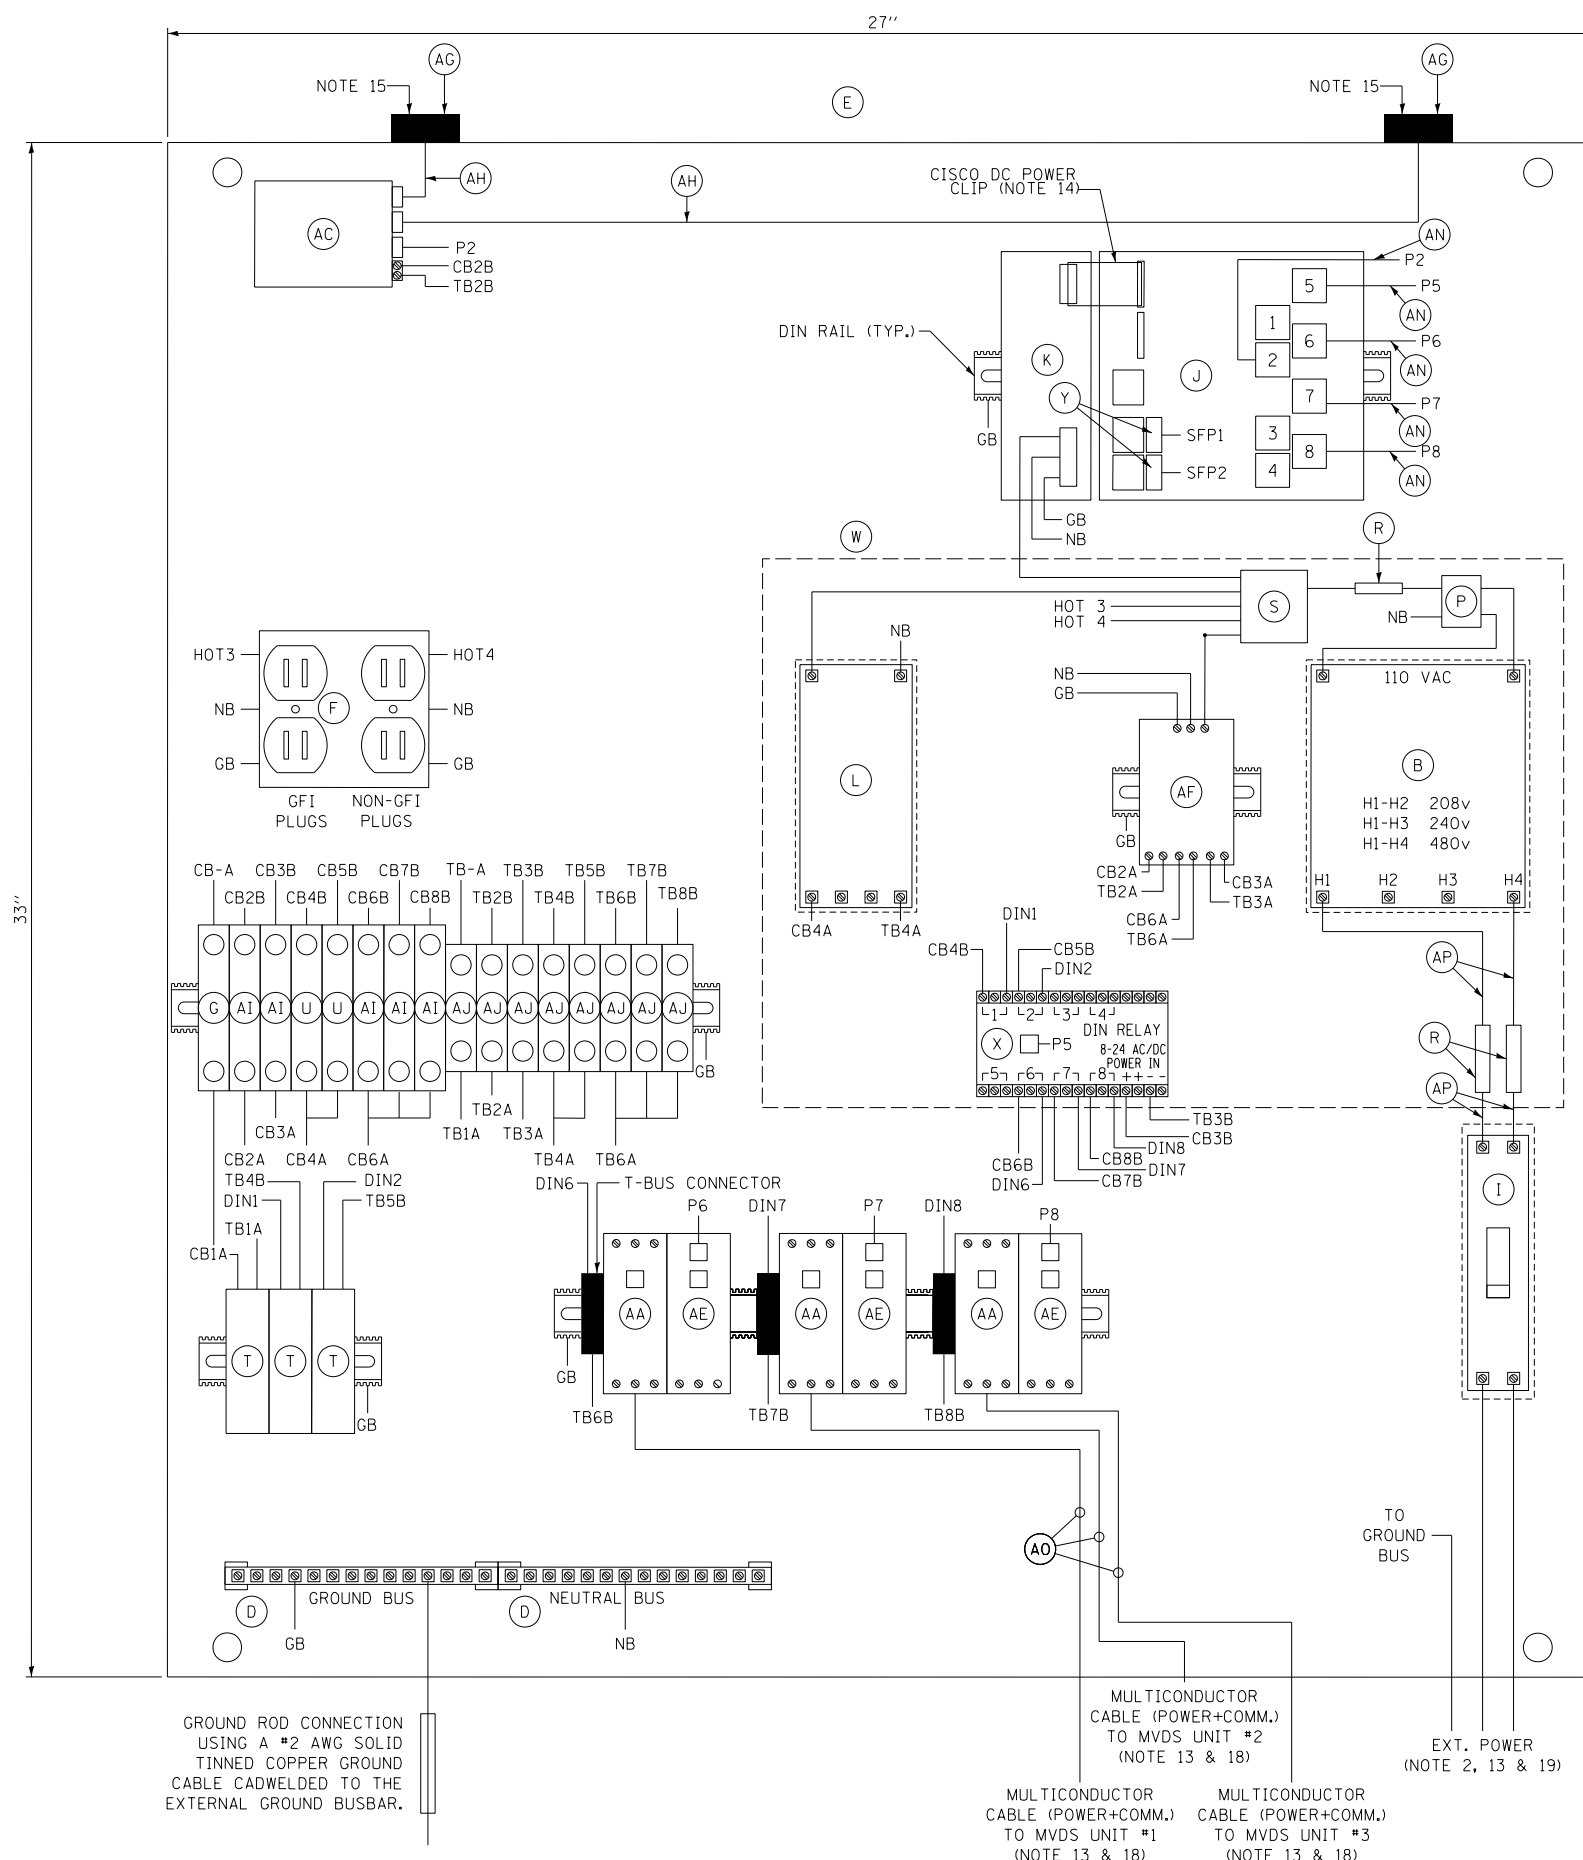 27''
AG
AG
NOTE 15
NOTE 15
E
CISCO DC POWER
CLIP (NOTE 14)
AH
AH
AC
P2
CB2B
TB2B
AN
P2
5
P5
AN
1
DIN RAIL (TYP.)
6
P6
K
2
AN
J
Y
7
P7
AN
GB
SFP1
3
8
P8
SFP2
4
AN
GB
NB
W
R
S
P
HOT 3
HOT 4
NB
NB
HOT3
HOT4
NB
GB
110 VAC
NB
F
NB
GB
GB
L
AF
B
GFI
PLUGS
NON-GFI
PLUGS
H1-H2 208v
H1-H3 240v
H1-H4 480v
GB
CB-A
CB3B
CB5B
CB7B
TB-A
TB3B
TB5B
TB7B
CB2B
CB4B
CB6B
CB8B
TB2B
TB4B
TB6B
TB8B
CB2A
TB2A
CB3A
TB3A
H1
H2
H3
H4
33''
CB4A
TB4A
DIN1
CB6A
TB6A
CB4B
CB5B
DIN2
AP
G
AI
AI
U
U
AI
AI
AI
AJ
AJ
AJ
AJ
AJ
AJ
AJ
AJ
1
2
3
4
DIN RELAY
X
P5
8-24 AC/DC
POWER IN
R
GB
5
6
7
8
+
+
-
-
AP
TB2A
CB3A
TB1A
TB3A
TB3B
CB3B
DIN8
CB2A
CB4A
CB6A
TB4A
TB6A
CB6B
CB8B
DIN7
DIN6
CB7B
TB4B
DIN2
DIN6
T-BUS CONNECTOR
I
DIN1
TB5B
P6
DIN7
P7
DIN8
P8
TB1A
CB1A
AA
AE
AA
AE
AA
AE
T
T
T
GB
GB
TB6B
TB7B
TB8B
AO
TO
GROUND
BUS
GROUND BUS
NEUTRAL BUS
D
D
GB
NB
GROUND ROD CONNECTION
USING A #2 AWG SOLID
TINNED COPPER GROUND
CABLE CADWELDED TO THE
EXTERNAL GROUND BUSBAR.
MULTICONDUCTOR
CABLE (POWER+COMM.)
TO MVDS UNIT #2
(NOTE 13 & 18)
EXT. POWER
(NOTE 2, 13 & 19)
MULTICONDUCTOR
CABLE (POWER+COMM.)
TO MVDS UNIT #1
(NOTE 13 & 18)
MULTICONDUCTOR
CABLE (POWER+COMM.)
TO MVDS UNIT #3
(NOTE 13 & 18)